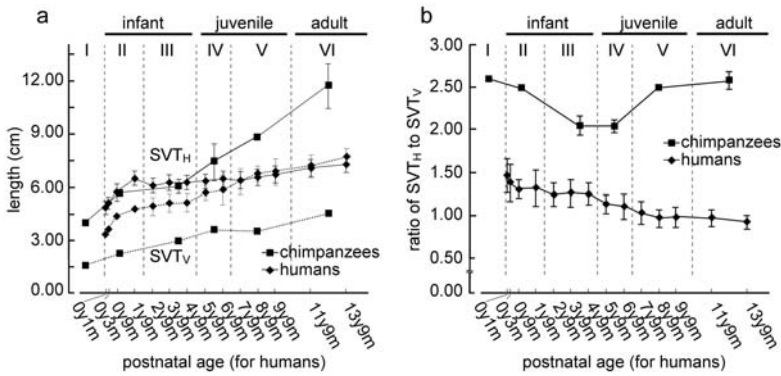 a
infant
juvenile
adult
I
II
III
IV
V
VI
12.00
9.00
6.00
3.00
0.00
length (cm)
SVTH
SVTV
chimpanzees
humans
0y1m
0y3m
0y9m
1y9m
2y9m
3y9m
4y9m
5y9m
6y9m
7y9m
8y9m
9y9m
11y9m
13y9m
postnatal age (for humans)
b
infant
juvenile
adult
I
II
III
IV
V
VI
3.00
2.50
2.00
1.50
1.00
0.50
0.00
ratio of SVTH to SVTV
chimpanzees
humans
0y1m
0y3m
0y9m
1y9m
2y9m
3y9m
4y9m
5y9m
6y9m
7y9m
8y9m
9y9m
11y9m
13y9m
postnatal age (for humans)